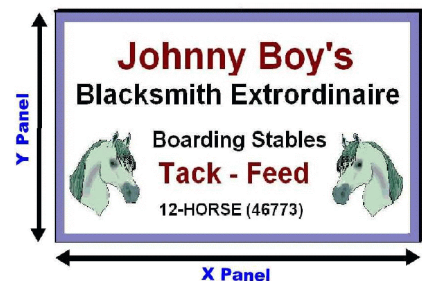 Johnny Boy's
Blacksmith Extrordinaire
Boarding Stables
Tack - Feed
12-HORSE (46773)
Y Panel
X Panel